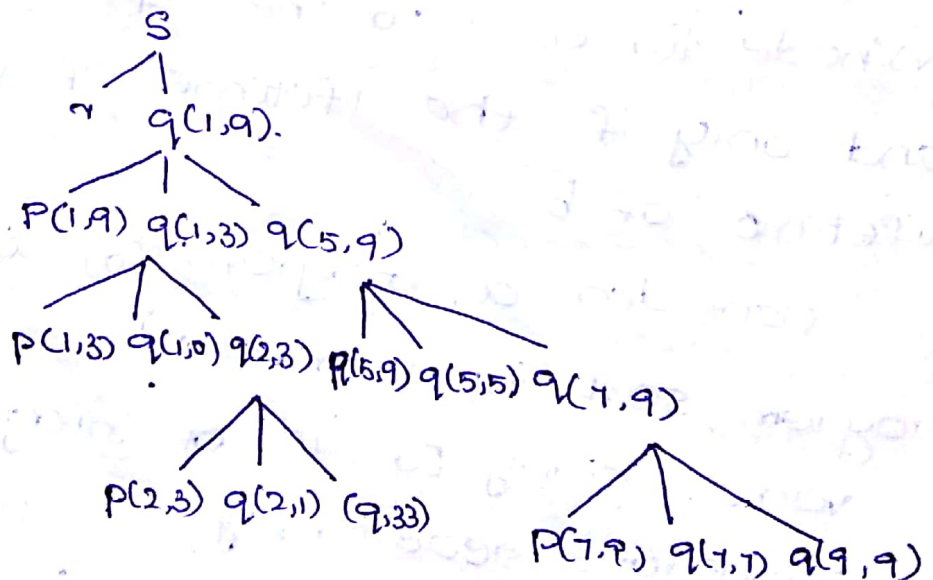 S
r q(1,9).
P(1,9) q(1,3) q(5,9)
p(1,3) q(1,0) q(2,3) p(5,9) q(5,5) q(7,9)
p(2,3) q(2,1) (q,33)
p(7,9) q(7,7) q(9,9)